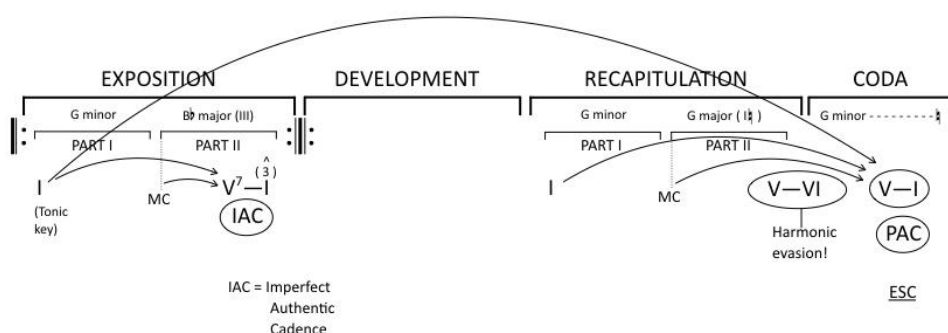 EXPOSITION DEVELOPMENT RECAPITULATION CODA
G minor B♭ major (III) G major ( I♮ ) G minor
PART I PART II PART I PART II
I MC V⁷—I (3̂) I MC V—VI V—I
(Tonic
key)
IAC
Harmonic
evasion!
PAC
ESC
IAC = Imperfect
Authentic
Cadence